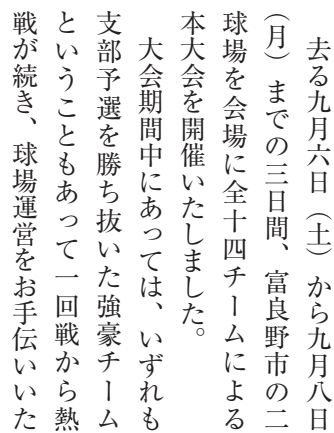 去る九月六日（土）から九月八日
（月）までの三日間、富良野市の二
球場を会場に全十四チームによる
本大会を開催いたしました。
　大会期間中にあっては、いずれも
支部予選を勝ち抜いた強豪チーム
ということもあって一回戦から熱
戦が続き、球場運営をお手伝いいた